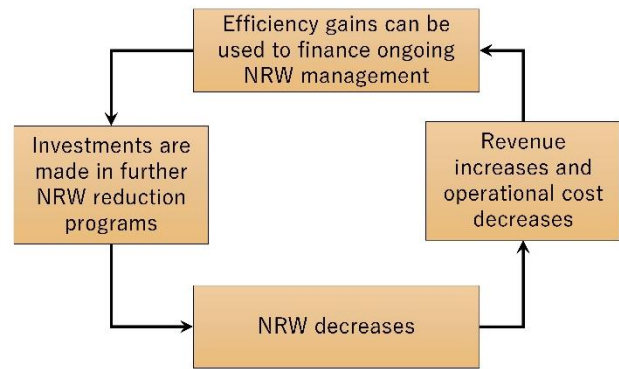 Efficiency gains can be
used to finance ongoing
NRW management
Investments are
made in further
NRW reduction
programs
Revenue
increases and
operational cost
decreases
NRW decreases